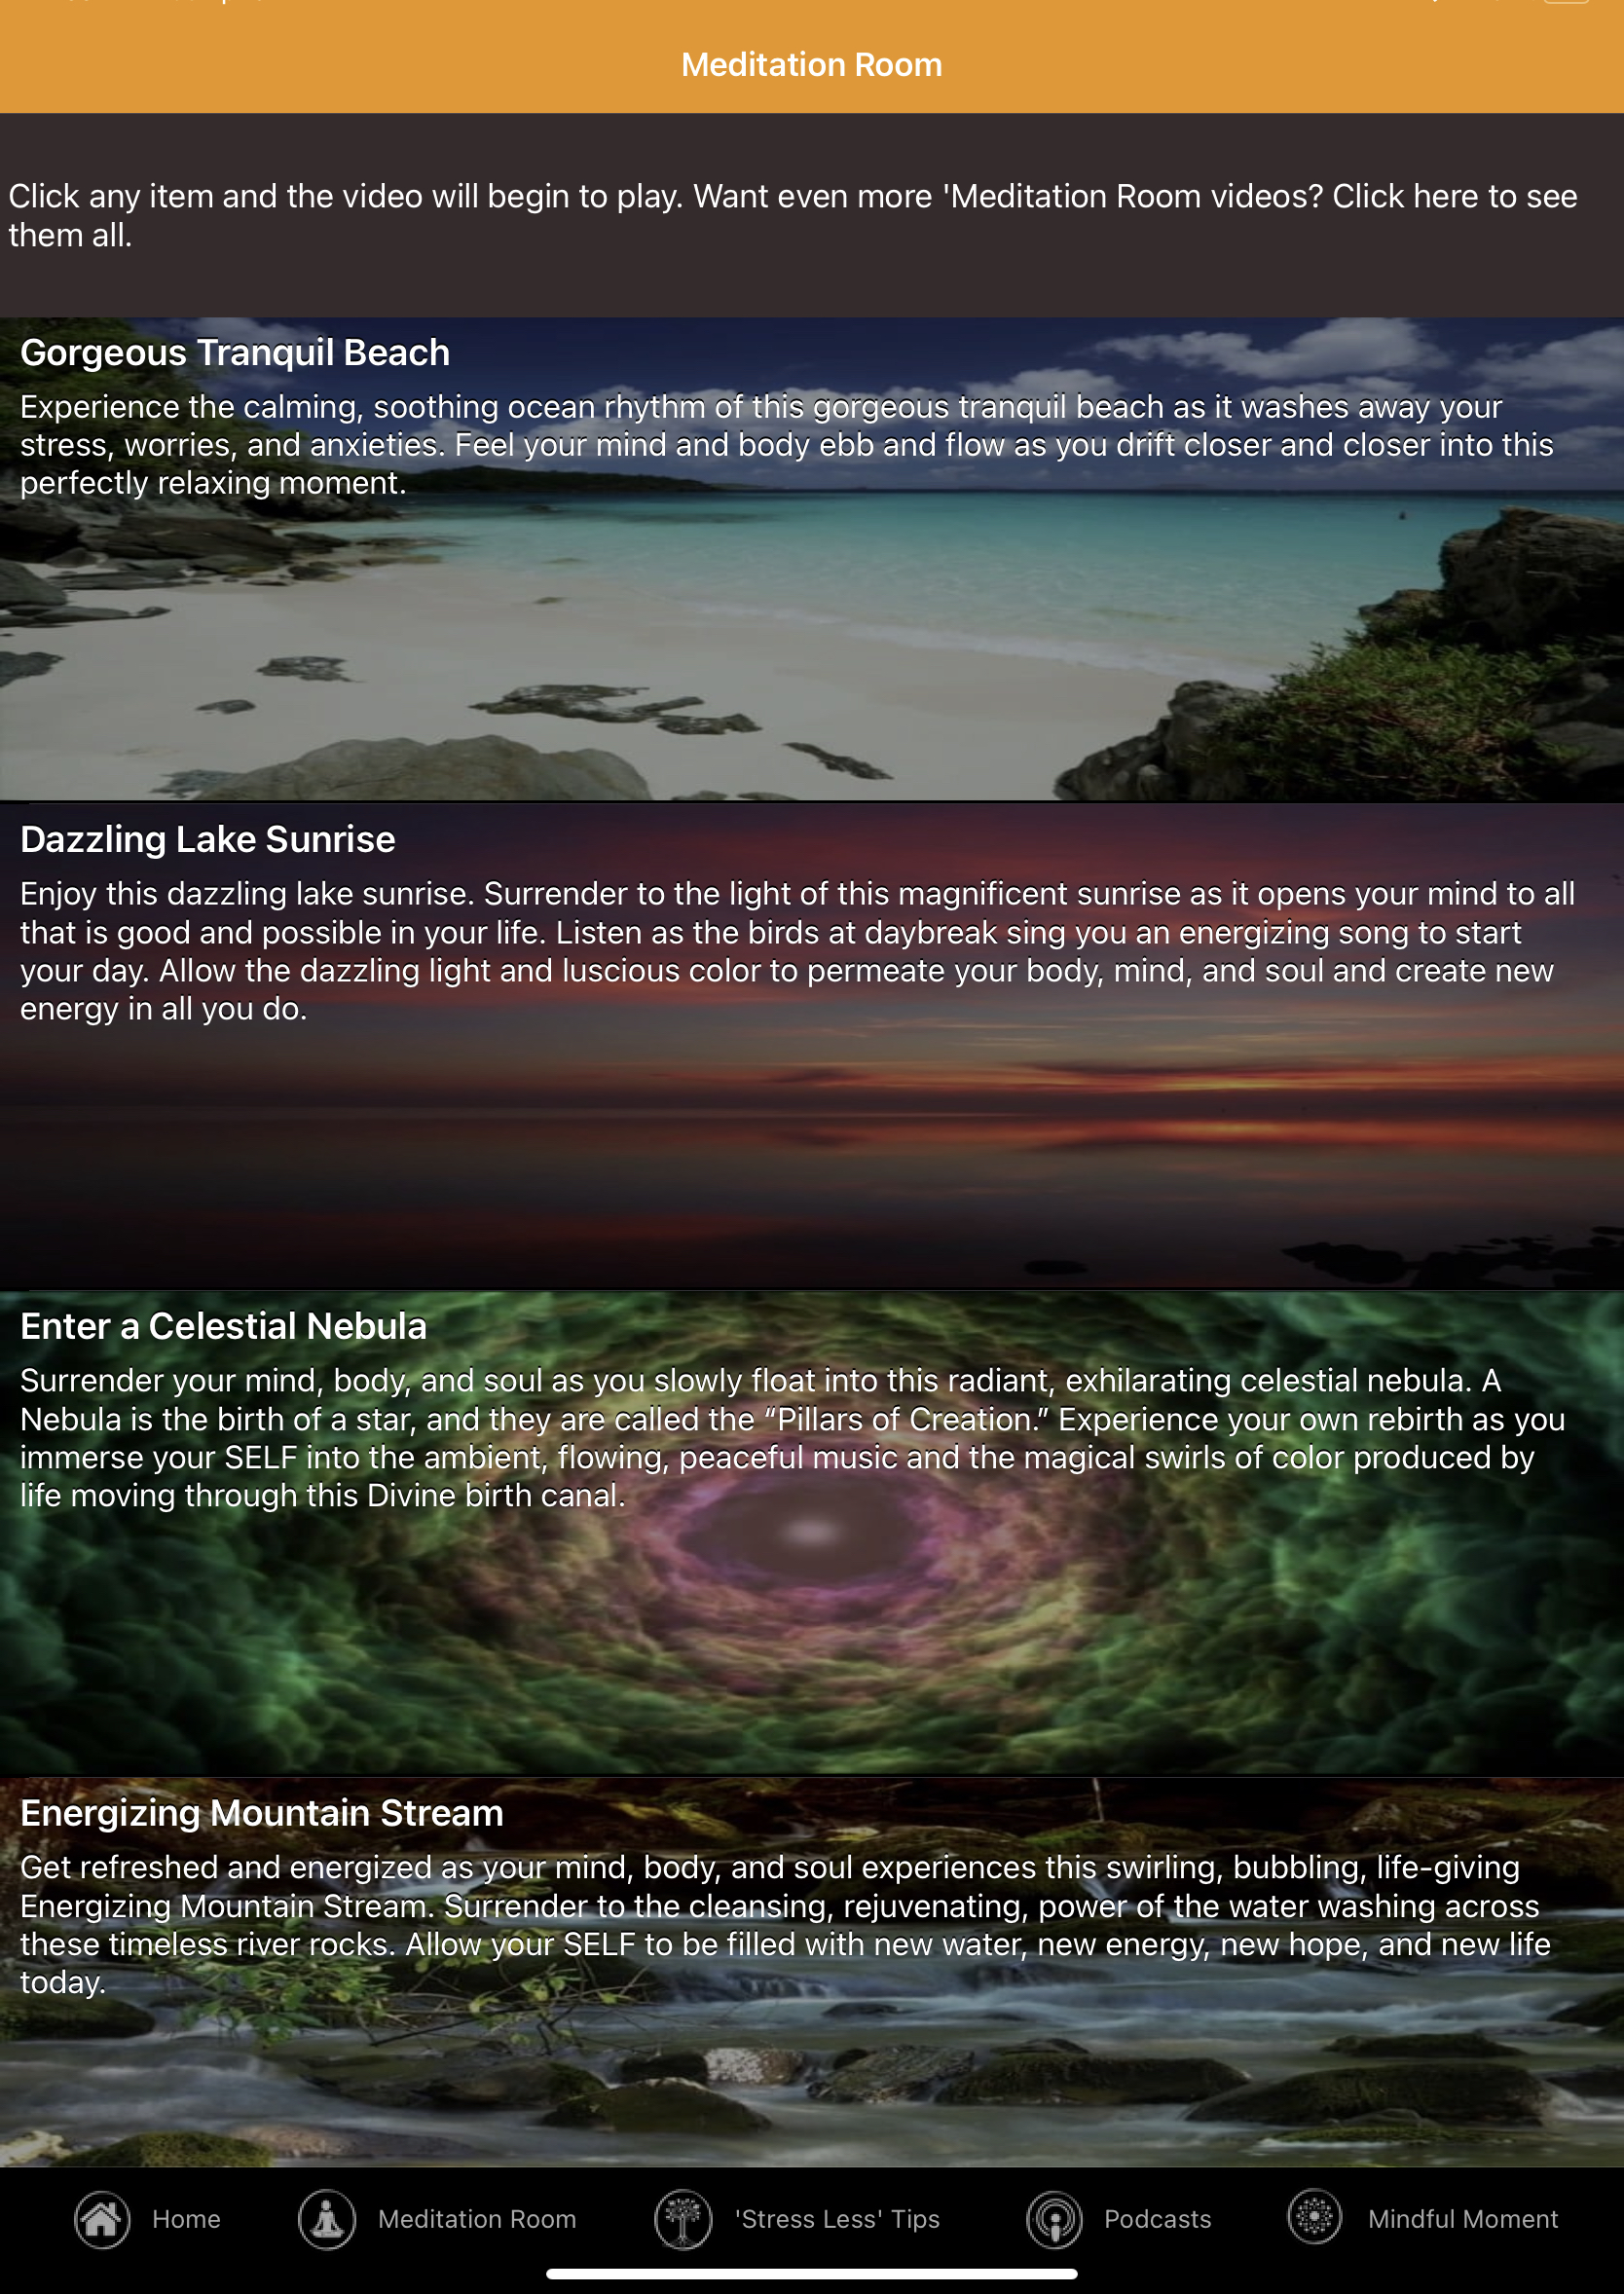 Meditation Room
Click any item and the video will begin to play. Want even more 'Meditation Room videos? Click here to see
them all.
Gorgeous Tranquil Beach
Experience the calming, soothing ocean rhythm of this gorgeous tranquil beach as it washes away your
stress, worries, and anxieties. Feel your mind and body ebb and flow as you drift closer and closer into this
perfectly relaxing moment.
Dazzling Lake Sunrise
Enjoy this dazzling lake sunrise. Surrender to the light of this magnificent sunrise as it opens your mind to all
that is good and possible in your life. Listen as the birds at daybreak sing you an energizing song to start
your day. Allow the dazzling light and luscious color to permeate your body, mind, and soul and create new
energy in all you do.
Enter a Celestial Nebula
Surrender your mind, body, and soul as you slowly float into this radiant, exhilarating celestial nebula. A
Nebula is the birth of a star, and they are called the “Pillars of Creation.” Experience your own rebirth as you
immerse your SELF into the ambient, flowing, peaceful music and the magical swirls of color produced by
life moving through this Divine birth canal.
Energizing Mountain Stream
Get refreshed and energized as your mind, body, and soul experiences this swirling, bubbling, life-giving
Energizing Mountain Stream. Surrender to the cleansing, rejuvenating, power of the water washing across
these timeless river rocks. Allow your SELF to be filled with new water, new energy, new hope, and new life
today.
Home Meditation Room 'Stress Less' Tips Podcasts Mindful Moment